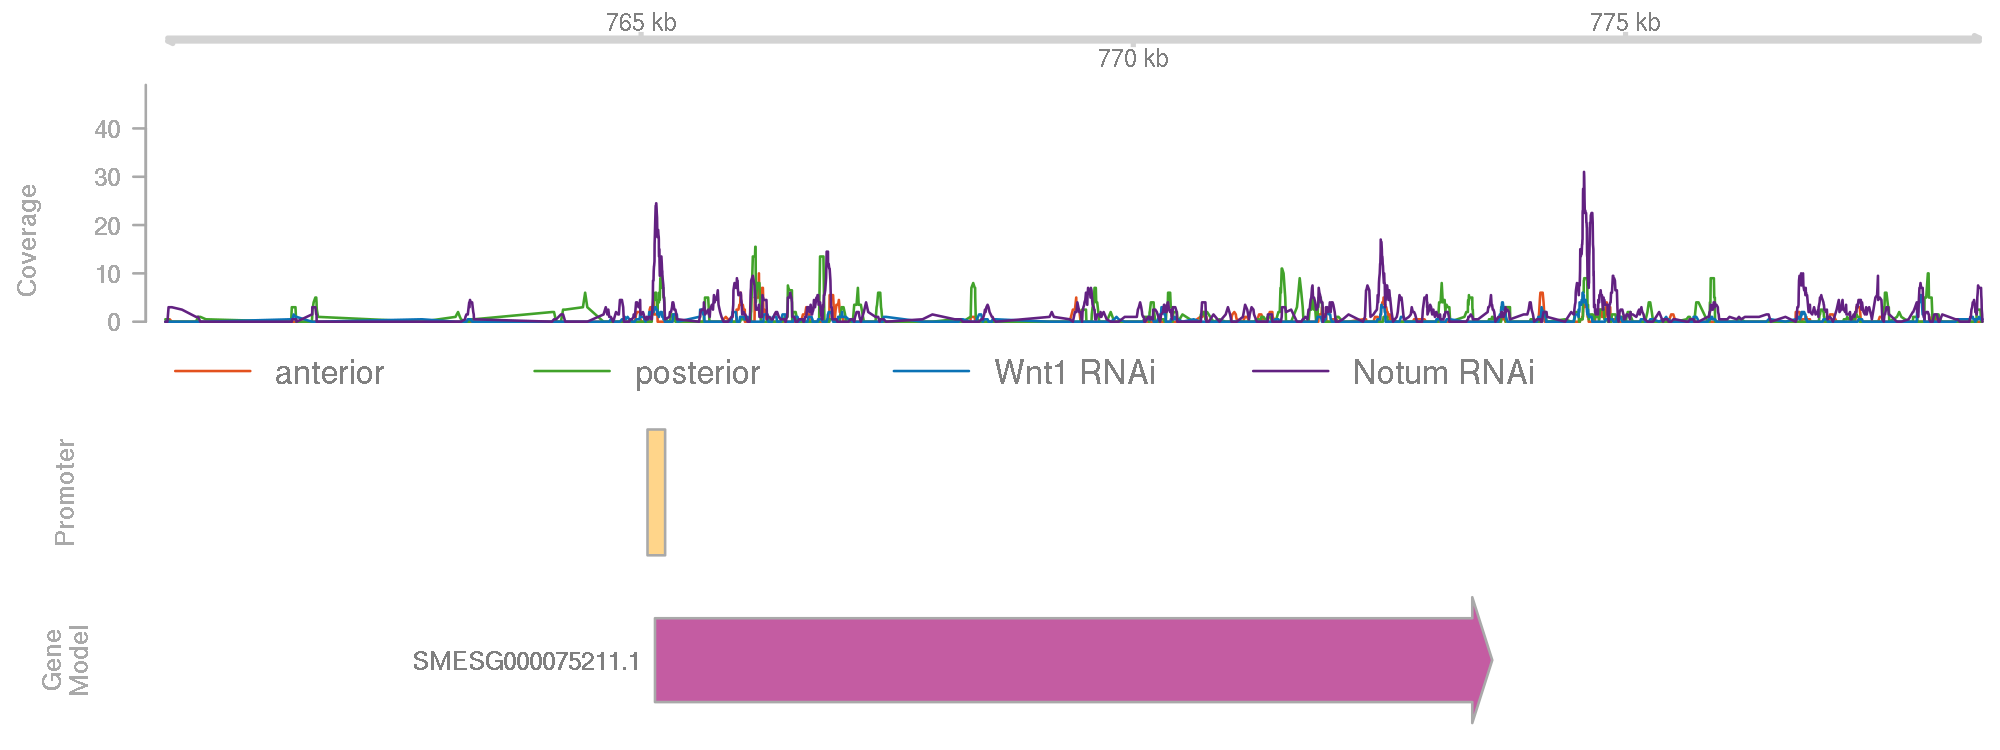 765 kb
775 kb
770 kb
Coverage
40
30
20
10
0
anterior
posterior
Wnt1 RNAi
Notum RNAi
Promoter
Gene
Model
SMESG000075211.1